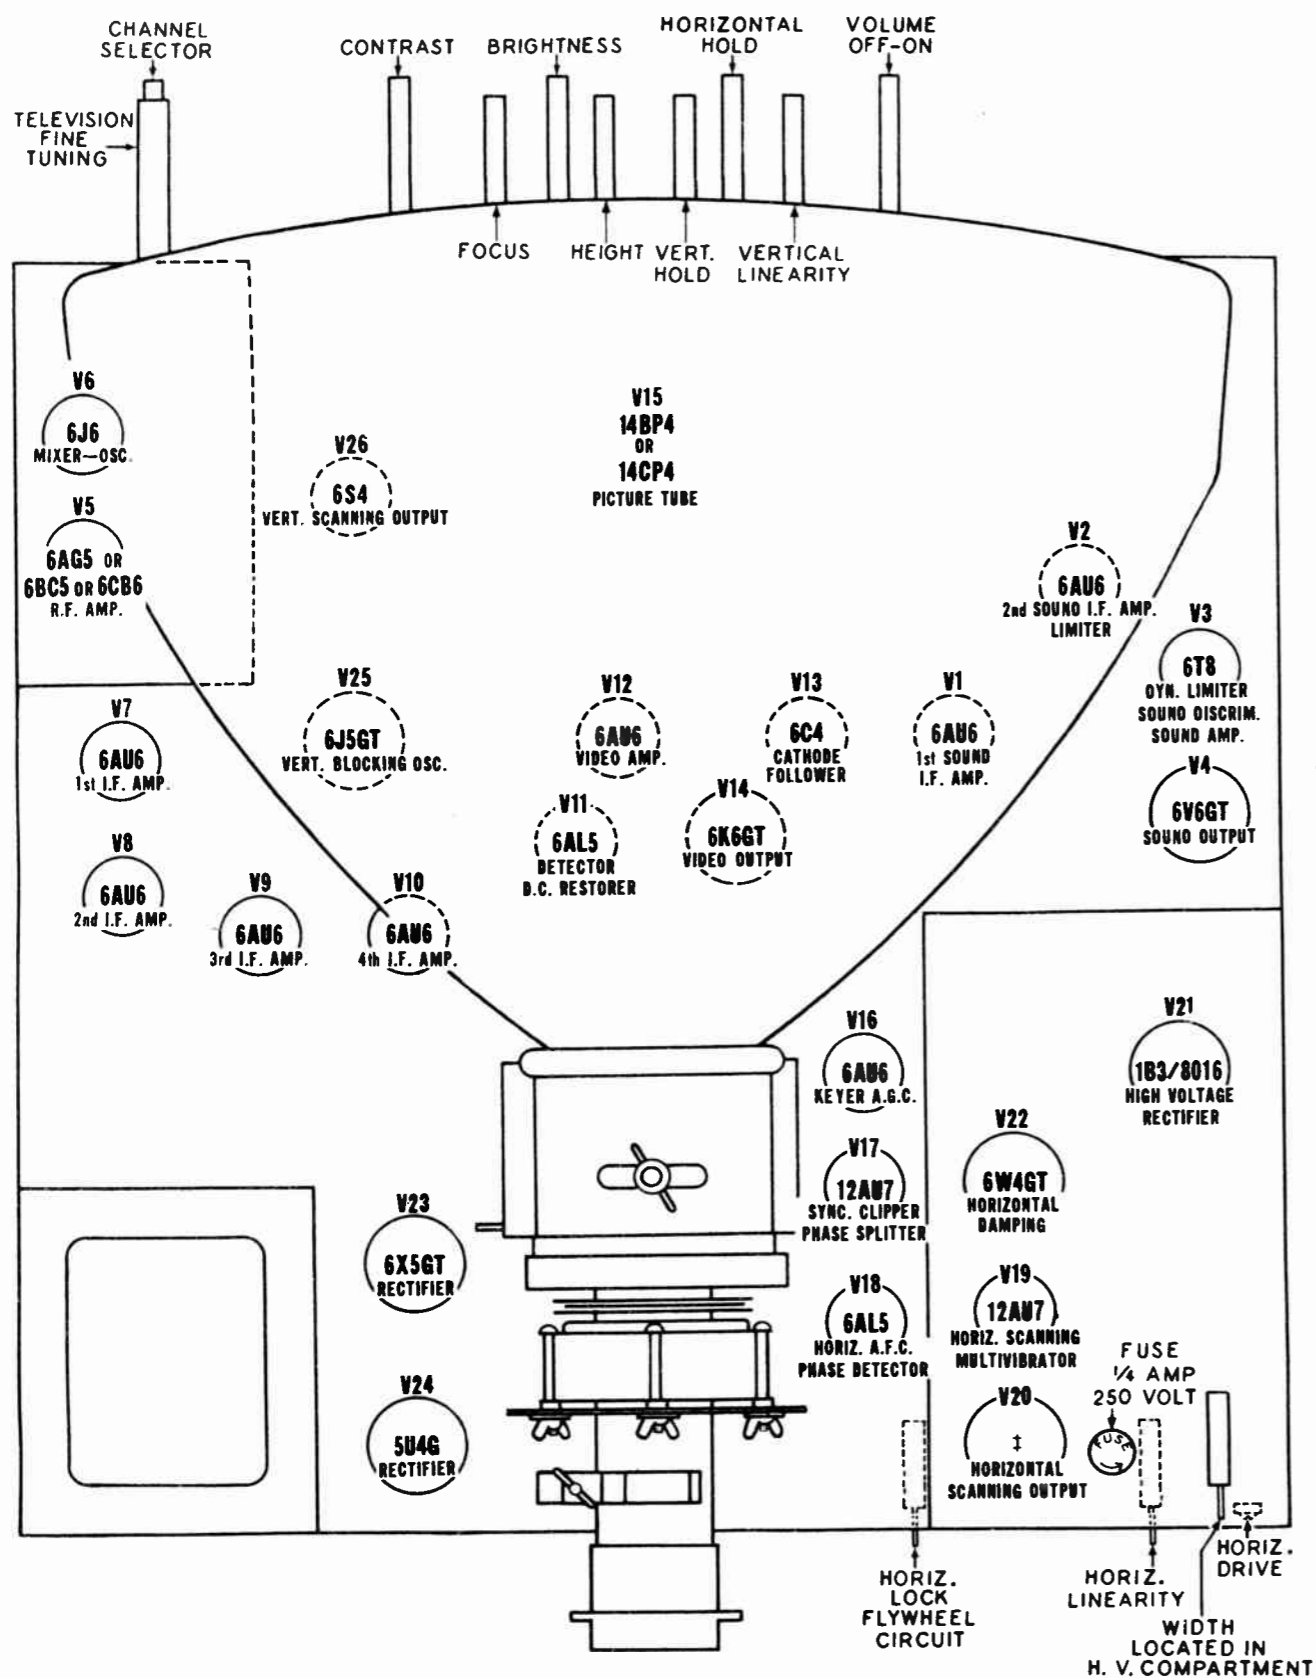 CHANNEL
SELECTOR
CONTRAST
BRIGHTNESS
HORIZONTAL
HOLD
VOLUME
OFF-ON
TELEVISION
FINE
TUNING
FOCUS
HEIGHT
VERT.
HOLD
VERTICAL
LINEARITY
V6
6J6
MIXER–OSC.
V5
6AG5 OR
6BC5 OR 6CB6
R.F. AMP.
V26
6S4
VERT. SCANNING OUTPUT
V15
14BP4
OR
14CP4
PICTURE TUBE
V2
6AU6
2nd SOUND I.F. AMP.
LIMITER
V3
6T8
DYN. LIMITER
SOUND DISCRIM.
SOUND AMP.
V4
6V6GT
SOUND OUTPUT
V7
6AU6
1st I.F. AMP.
V25
6J5GT
VERT. BLOCKING OSC.
V12
6AU6
VIDEO AMP.
V13
6C4
CATHODE
FOLLOWER
V1
6AU6
1st SOUND
I.F. AMP.
V11
6AL5
DETECTOR
D.C. RESTORER
V14
6K6GT
VIDEO OUTPUT
V8
6AU6
2nd I.F. AMP.
V9
6AU6
3rd I.F. AMP.
V10
6AU6
4th I.F. AMP.
V16
6AU6
KEYER A.G.C.
V21
1B3/8016
HIGH VOLTAGE
RECTIFIER
V17
12AU7
SYNC. CLIPPER
PHASE SPLITTER
V22
6W4GT
HORIZONTAL
DAMPING
V23
6X5GT
RECTIFIER
V18
6AL5
HORIZ. A.F.C.
PHASE DETECTOR
V19
12AU7
HORIZ. SCANNING
MULTIVIBRATOR
FUSE
1/4 AMP
250 VOLT
FUSE
V24
5U4G
RECTIFIER
V20
‡
HORIZONTAL
SCANNING OUTPUT
HORIZ.
LOCK
FLYWHEEL
CIRCUIT
HORIZ.
LINEARITY
HORIZ.
DRIVE
WIDTH
LOCATED IN
H. V. COMPARTMENT